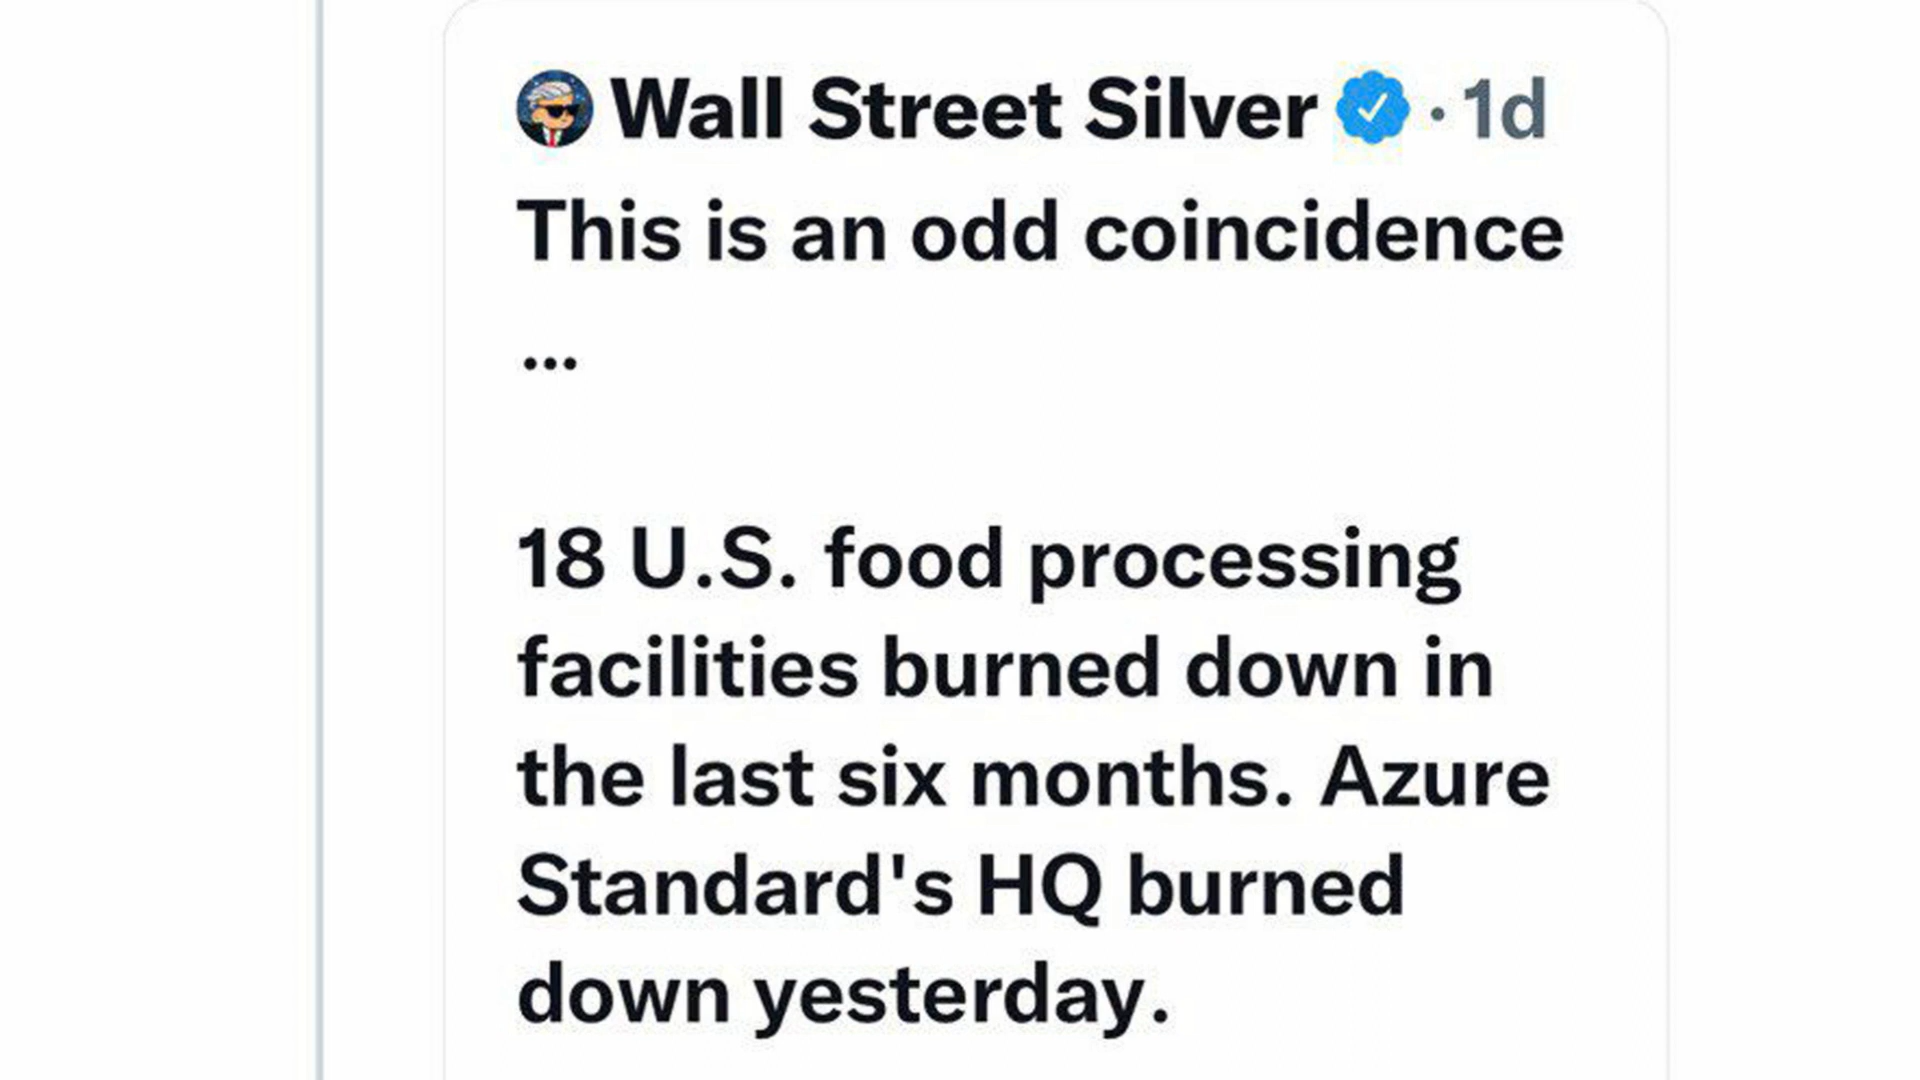 Wall Street Silver · 1d
This is an odd coincidence
...
18 U.S. food processing
facilities burned down in
the last six months. Azure
Standard's HQ burned
down yesterday.